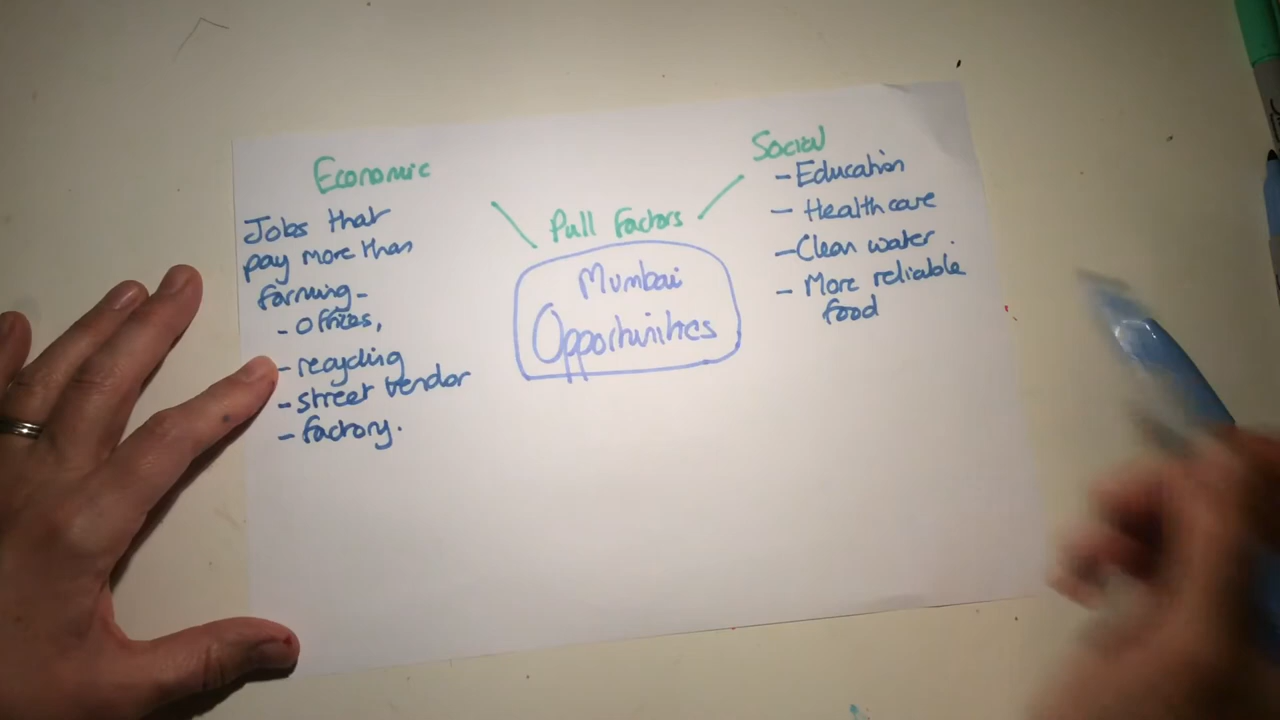 Economic
Jobs that
pay more than
farming-
- offices,
- recycling
- street vendor
- factory.
Pull Factors
Mumbai
Opportunities
Social
- Education
- Healthcare
- Clean water.
- More reliable
food